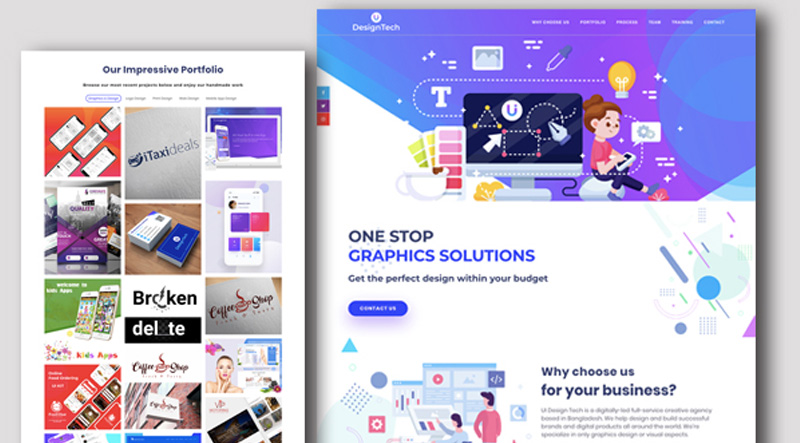 Our Impressive Portfolio
Browse our most recent projects below and enjoy our handmade work
Graphics Design
Logo Design
Print Design
Web Design
Mobile App Design
iTaxideals
QUALITY
welcome to
kids Apps
Broken
delete
Coffee Shop
Kids Apps
Coffee Shop
Online
Food Ordering
UI KIT
DesignTech
WHY CHOOSE US
PORTFOLIO
PROCESS
TEAM
TRAINING
CONTACT
T
ONE STOP
GRAPHICS SOLUTIONS
Get the perfect design within your budget
CONTACT US
Why choose us
for your business?
Ui Design Tech is a digitally-led full-service creative agency
based in Bangladesh. We help design and build successful
brands and digital products all around the world. We're
specialize in only graphics design or visual aspects.